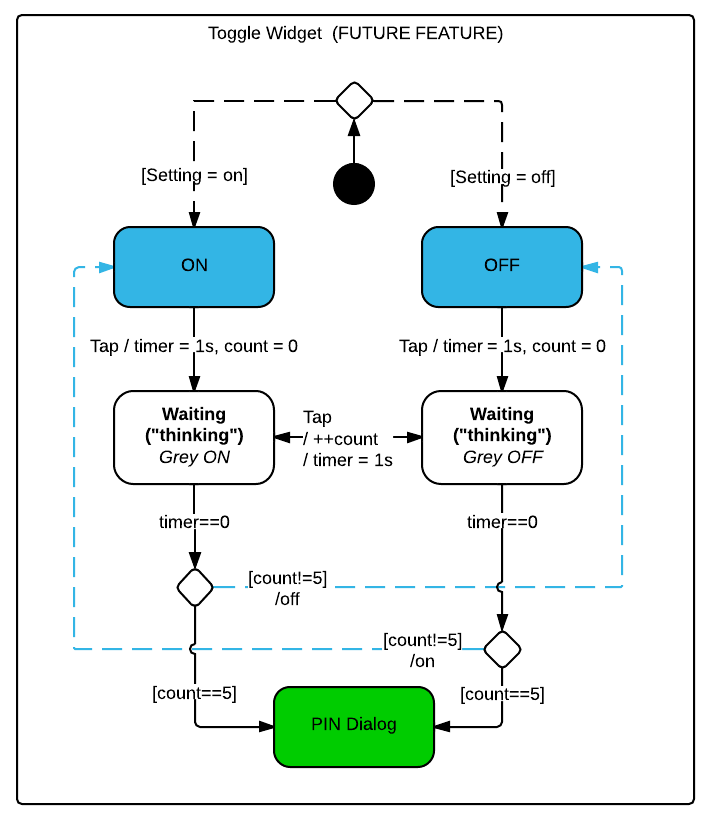 Toggle Widget  (FUTURE FEATURE)
[Setting = on]
[Setting = off]
ON
OFF
Tap / timer = 1s, count = 0
Tap / timer = 1s, count = 0
Waiting
("thinking")
Grey ON
Tap
/ ++count
/ timer = 1s
Waiting
("thinking")
Grey OFF
timer==0
timer==0
[count!=5]
/off
[count!=5]
/on
[count==5]
[count==5]
PIN Dialog